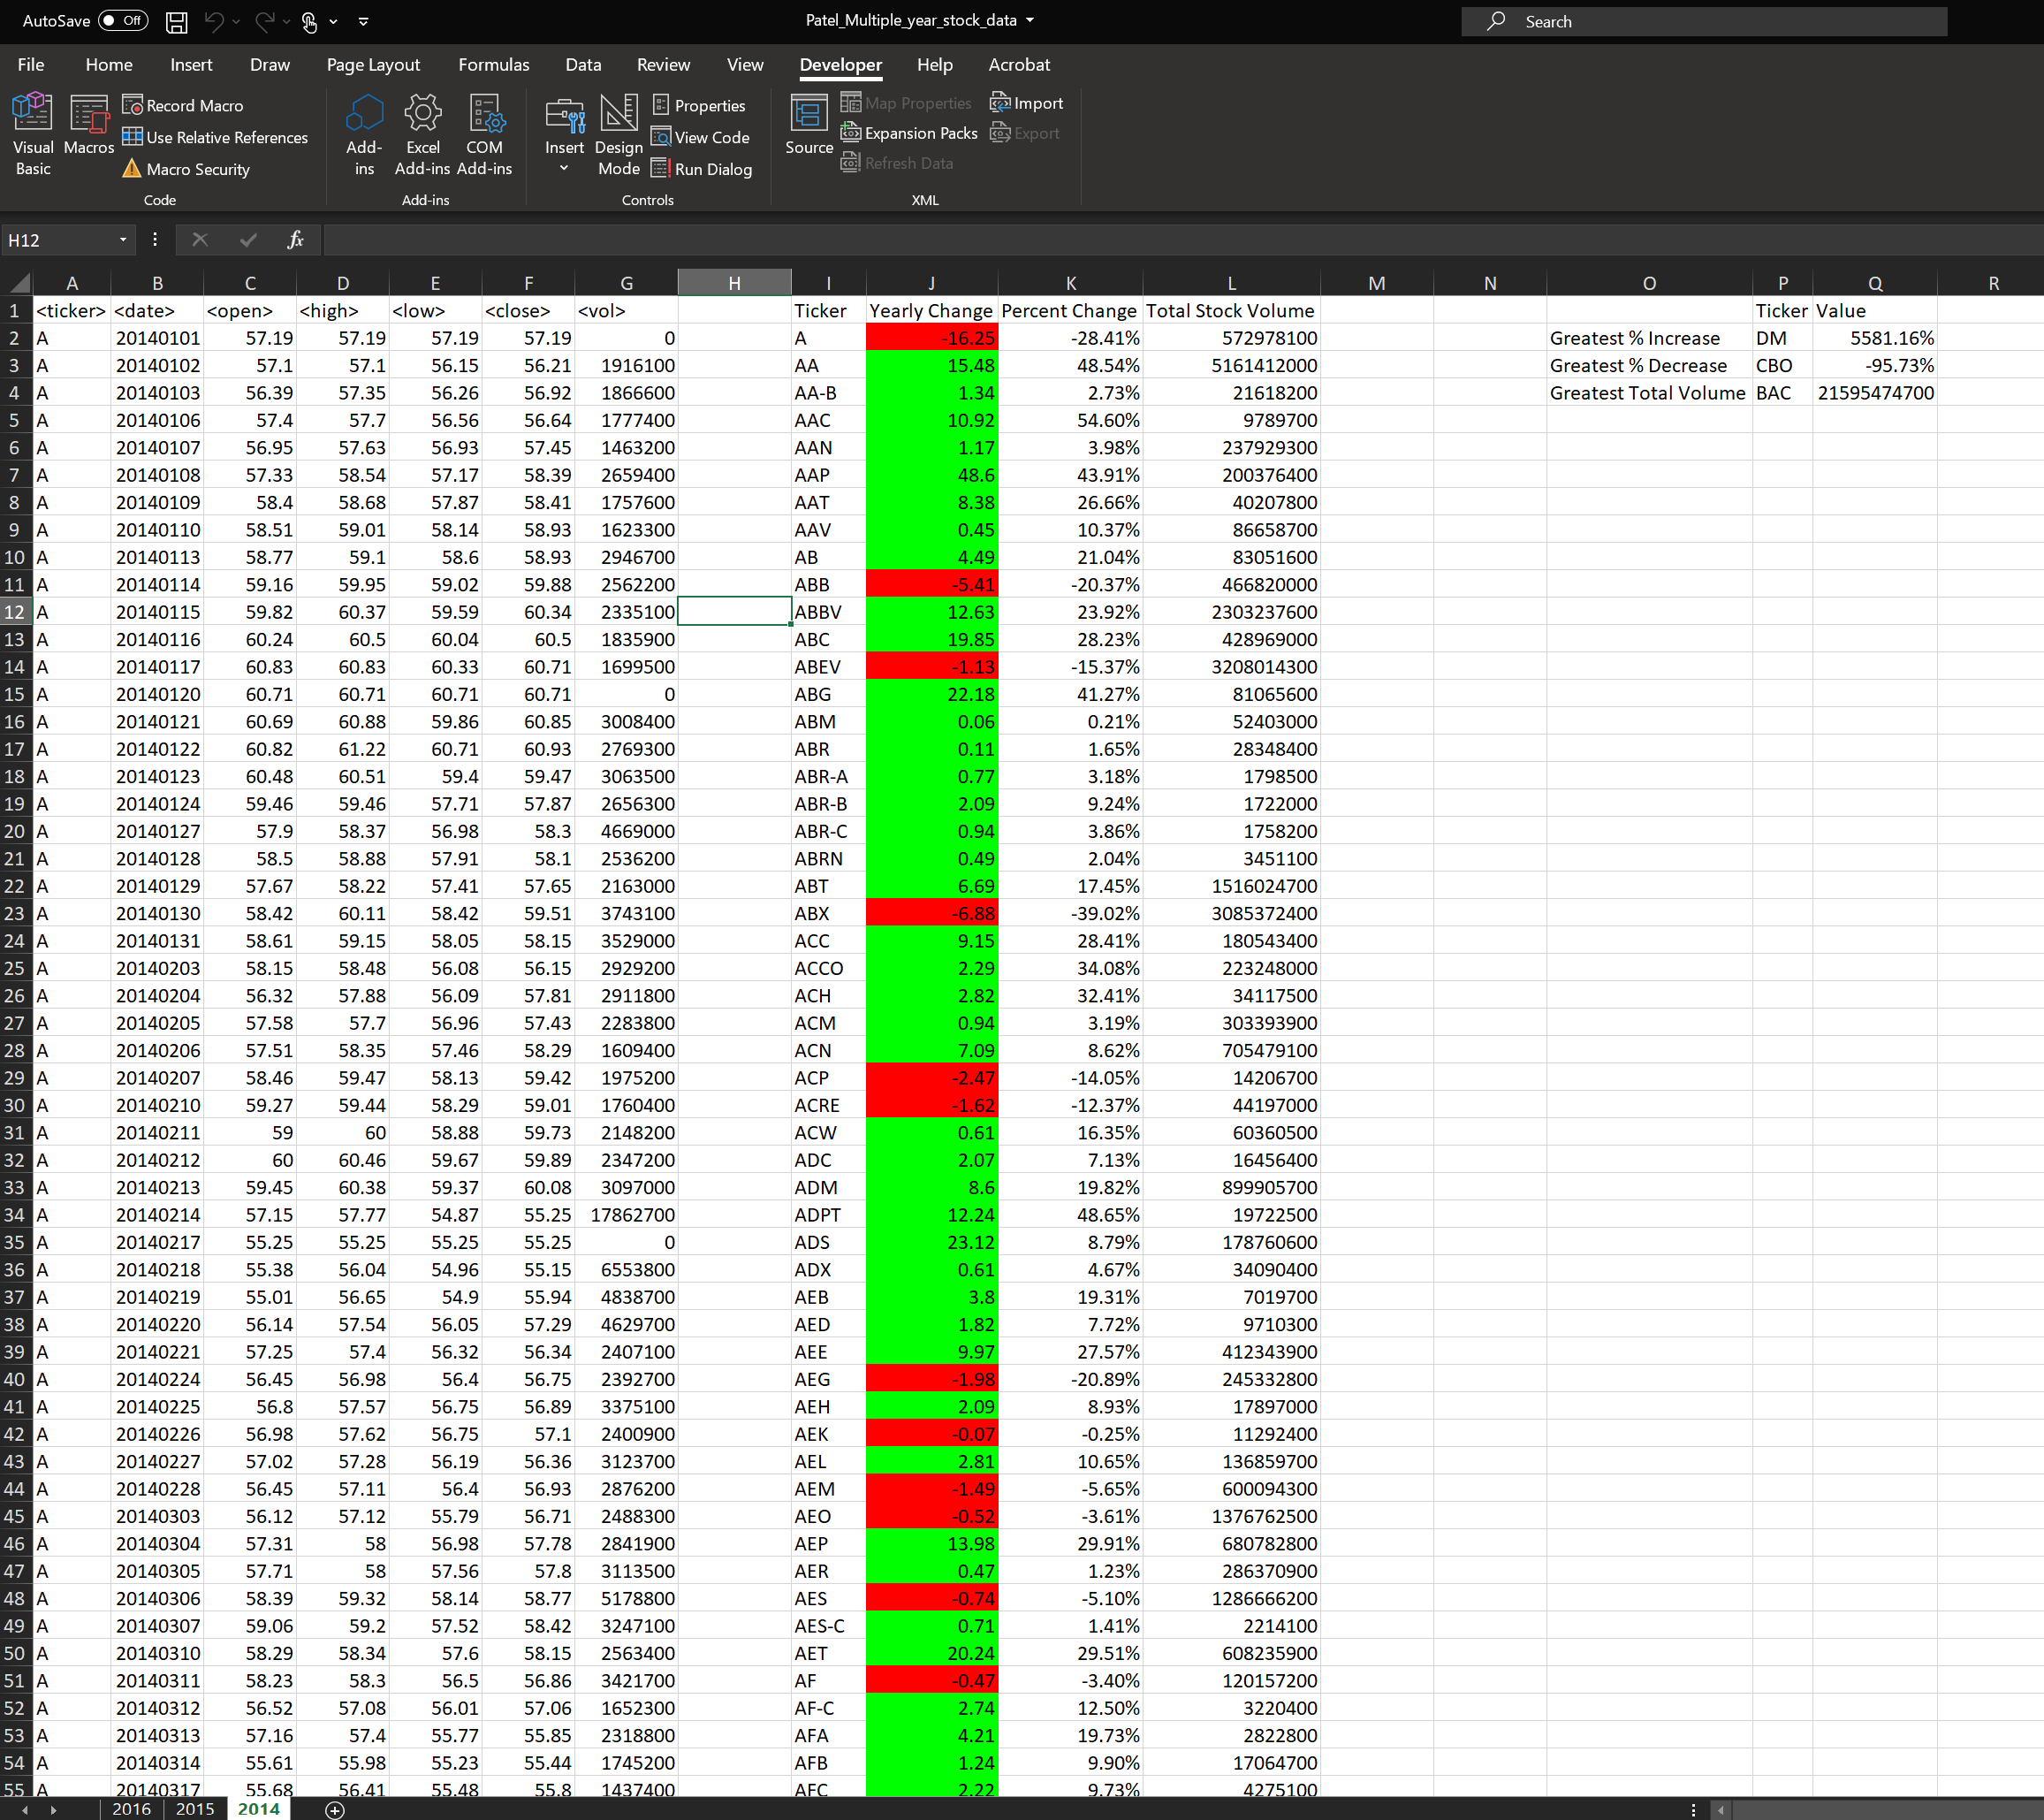 AutoSave Off Patel_Multiple_year_stock_data Search
File Home Insert Draw Page Layout Formulas Data Review View Developer Help Acrobat
Visual Basic Macros Record Macro Use Relative References Macro Security Code
Add-ins Excel Add-ins COM Add-ins Add-ins
Insert Design Mode Properties View Code Run Dialog Controls
Source Map Properties Expansion Packs Refresh Data Import Export XML
H12 fx
A B C D E F G H I J K L M N O P Q R
1 <ticker> <date> <open> <high> <low> <close> <vol> Ticker Yearly Change Percent Change Total Stock Volume Ticker Value
2 A 20140101 57.19 57.19 57.19 57.19 0 A -16.25 -28.41% 572978100 Greatest % Increase DM 5581.16%
3 A 20140102 57.1 57.1 56.15 56.21 1916100 AA 15.48 48.54% 5161412000 Greatest % Decrease CBO -95.73%
4 A 20140103 56.39 57.35 56.26 56.92 1866600 AA-B 1.34 2.73% 21618200 Greatest Total Volume BAC 21595474700
5 A 20140106 57.4 57.7 56.56 56.64 1777400 AAC 10.92 54.60% 9789700
6 A 20140107 56.95 57.63 56.93 57.45 1463200 AAN 1.17 3.98% 237929300
7 A 20140108 57.33 58.54 57.17 58.39 2659400 AAP 48.6 43.91% 200376400
8 A 20140109 58.4 58.68 57.87 58.41 1757600 AAT 8.38 26.66% 40207800
9 A 20140110 58.51 59.01 58.14 58.93 1623300 AAV 0.45 10.37% 86658700
10 A 20140113 58.77 59.1 58.6 58.93 2946700 AB 4.49 21.04% 83051600
11 A 20140114 59.16 59.95 59.02 59.88 2562200 ABB -5.41 -20.37% 466820000
12 A 20140115 59.82 60.37 59.59 60.34 2335100 ABBV 12.63 23.92% 2303237600
13 A 20140116 60.24 60.5 60.04 60.5 1835900 ABC 19.85 28.23% 428969000
14 A 20140117 60.83 60.83 60.33 60.71 1699500 ABEV -1.13 -15.37% 3208014300
15 A 20140120 60.71 60.71 60.71 60.71 0 ABG 22.18 41.27% 81065600
16 A 20140121 60.69 60.88 59.86 60.85 3008400 ABM 0.06 0.21% 52403000
17 A 20140122 60.82 61.22 60.71 60.93 2769300 ABR 0.11 1.65% 28348400
18 A 20140123 60.48 60.51 59.4 59.47 3063500 ABR-A 0.77 3.18% 1798500
19 A 20140124 59.46 59.46 57.71 57.87 2656300 ABR-B 2.09 9.24% 1722000
20 A 20140127 57.9 58.37 56.98 58.3 4669000 ABR-C 0.94 3.86% 1758200
21 A 20140128 58.5 58.88 57.91 58.1 2536200 ABRN 0.49 2.04% 3451100
22 A 20140129 57.67 58.22 57.41 57.65 2163000 ABT 6.69 17.45% 1516024700
23 A 20140130 58.42 60.11 58.42 59.51 3743100 ABX -6.88 -39.02% 3085372400
24 A 20140131 58.61 59.15 58.05 58.15 3529000 ACC 9.15 28.41% 180543400
25 A 20140203 58.15 58.48 56.08 56.15 2929200 ACCO 2.29 34.08% 223248000
26 A 20140204 56.32 57.88 56.09 57.81 2911800 ACH 2.82 32.41% 34117500
27 A 20140205 57.58 57.7 56.96 57.43 2283800 ACM 0.94 3.19% 303393900
28 A 20140206 57.51 58.35 57.46 58.29 1609400 ACN 7.09 8.62% 705479100
29 A 20140207 58.46 59.47 58.13 59.42 1975200 ACP -2.47 -14.05% 14206700
30 A 20140210 59.27 59.44 58.29 59.01 1760400 ACRE -1.62 -12.37% 44197000
31 A 20140211 59 60 58.88 59.73 2148200 ACW 0.61 16.35% 60360500
32 A 20140212 60 60.46 59.67 59.89 2347200 ADC 2.07 7.13% 16456400
33 A 20140213 59.45 60.38 59.37 60.08 3097000 ADM 8.6 19.82% 899905700
34 A 20140214 57.15 57.77 54.87 55.25 17862700 ADPT 12.24 48.65% 19722500
35 A 20140217 55.25 55.25 55.25 55.25 0 ADS 23.12 8.79% 178760600
36 A 20140218 55.38 56.04 54.96 55.15 6553800 ADX 0.61 4.67% 34090400
37 A 20140219 55.01 56.65 54.9 55.94 4838700 AEB 3.8 19.31% 7019700
38 A 20140220 56.14 57.54 56.05 57.29 4629700 AED 1.82 7.72% 9710300
39 A 20140221 57.25 57.4 56.32 56.34 2407100 AEE 9.97 27.57% 412343900
40 A 20140224 56.45 56.98 56.4 56.75 2392700 AEG -1.98 -20.89% 245332800
41 A 20140225 56.8 57.57 56.75 56.89 3375100 AEH 2.09 8.93% 17897000
42 A 20140226 56.98 57.62 56.75 57.1 2400900 AEK -0.07 -0.25% 11292400
43 A 20140227 57.02 57.28 56.19 56.36 3123700 AEL 2.81 10.65% 136859700
44 A 20140228 56.45 57.11 56.4 56.93 2876200 AEM -1.49 -5.65% 600094300
45 A 20140303 56.12 57.12 55.79 56.71 2488300 AEO -0.52 -3.61% 1376762500
46 A 20140304 57.31 58 56.98 57.78 2841900 AEP 13.98 29.91% 680782800
47 A 20140305 57.71 58 57.56 57.8 3113500 AER 0.47 1.23% 286370900
48 A 20140306 58.39 59.32 58.14 58.77 5178800 AES -0.74 -5.10% 1286666200
49 A 20140307 59.06 59.2 57.52 58.42 3247100 AES-C 0.71 1.41% 2214100
50 A 20140310 58.29 58.34 57.6 58.15 2563400 AET 20.24 29.51% 608235900
51 A 20140311 58.23 58.3 56.5 56.86 3421700 AF -0.47 -3.40% 120157200
52 A 20140312 56.52 57.08 56.01 57.06 1652300 AF-C 2.74 12.50% 3220400
53 A 20140313 57.16 57.4 55.77 55.85 2318800 AFA 4.21 19.73% 2822800
54 A 20140314 55.61 55.98 55.23 55.44 1745200 AFB 1.24 9.90% 17064700
55 A 20140317 55.68 56.41 55.48 55.8 1437400 AFC 2.22 9.73% 4275100
2016 2015 2014